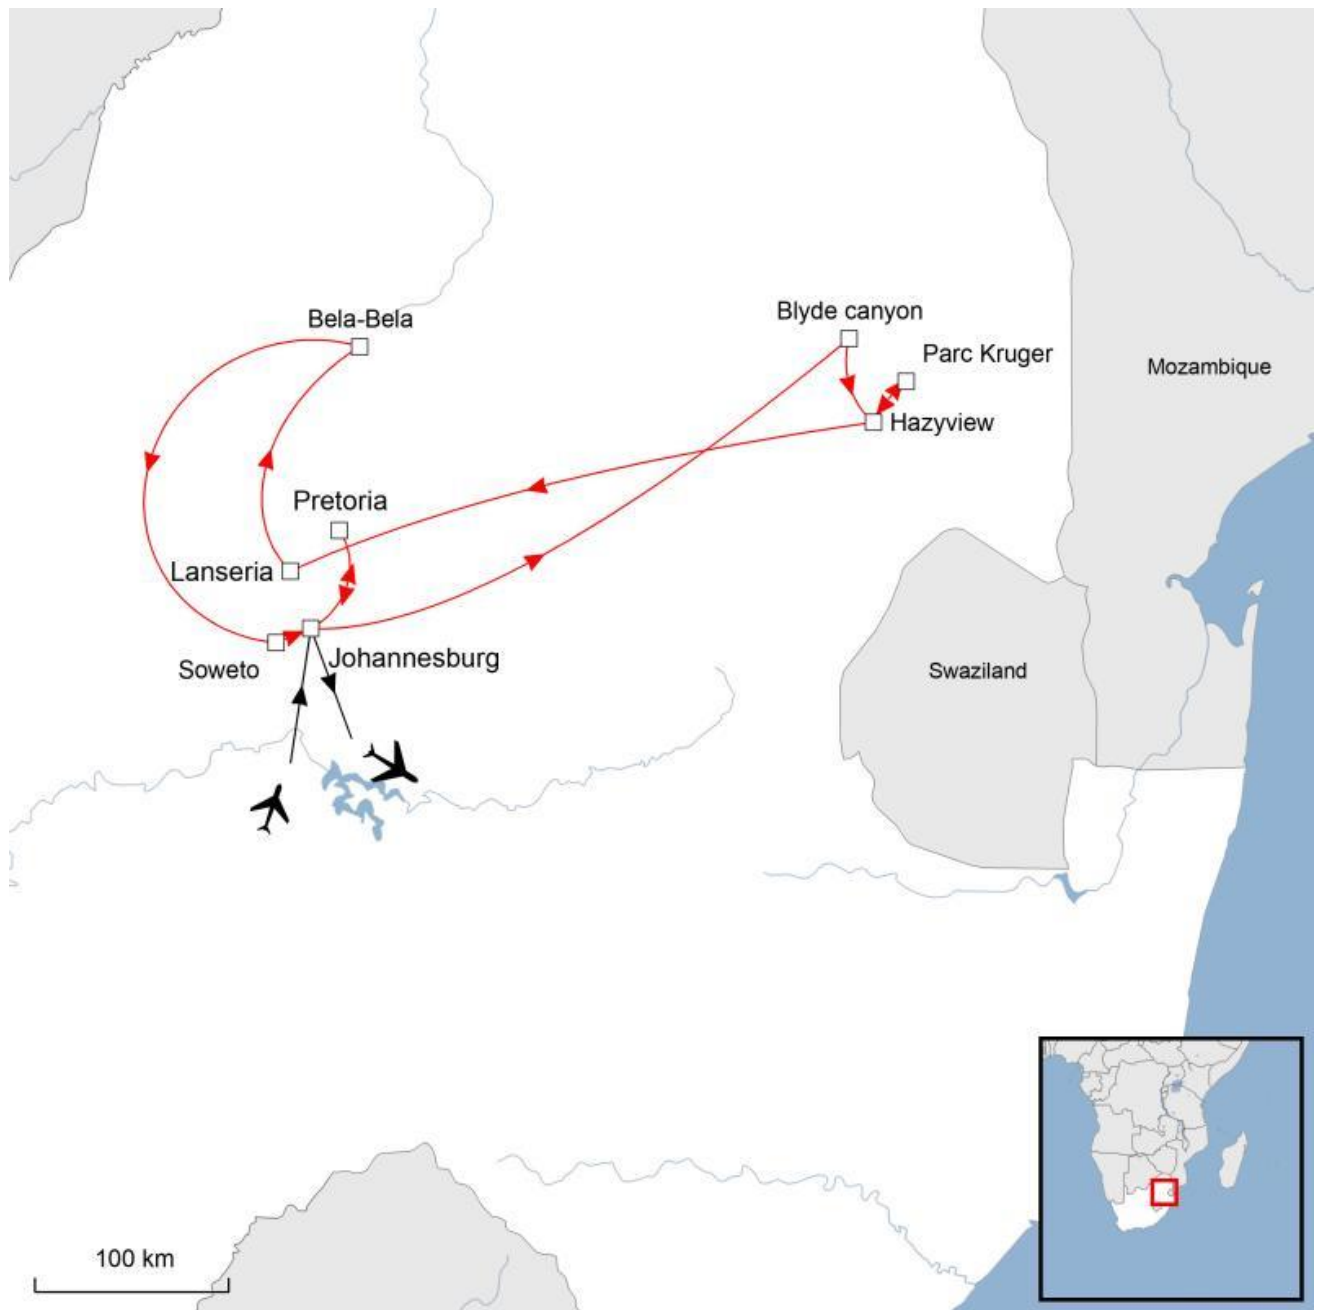 Bela-Bela
Blyde canyon
Parc Kruger
Mozambique
Hazyview
Pretoria
Lanseria
Johannesburg
Soweto
Swaziland
100 km